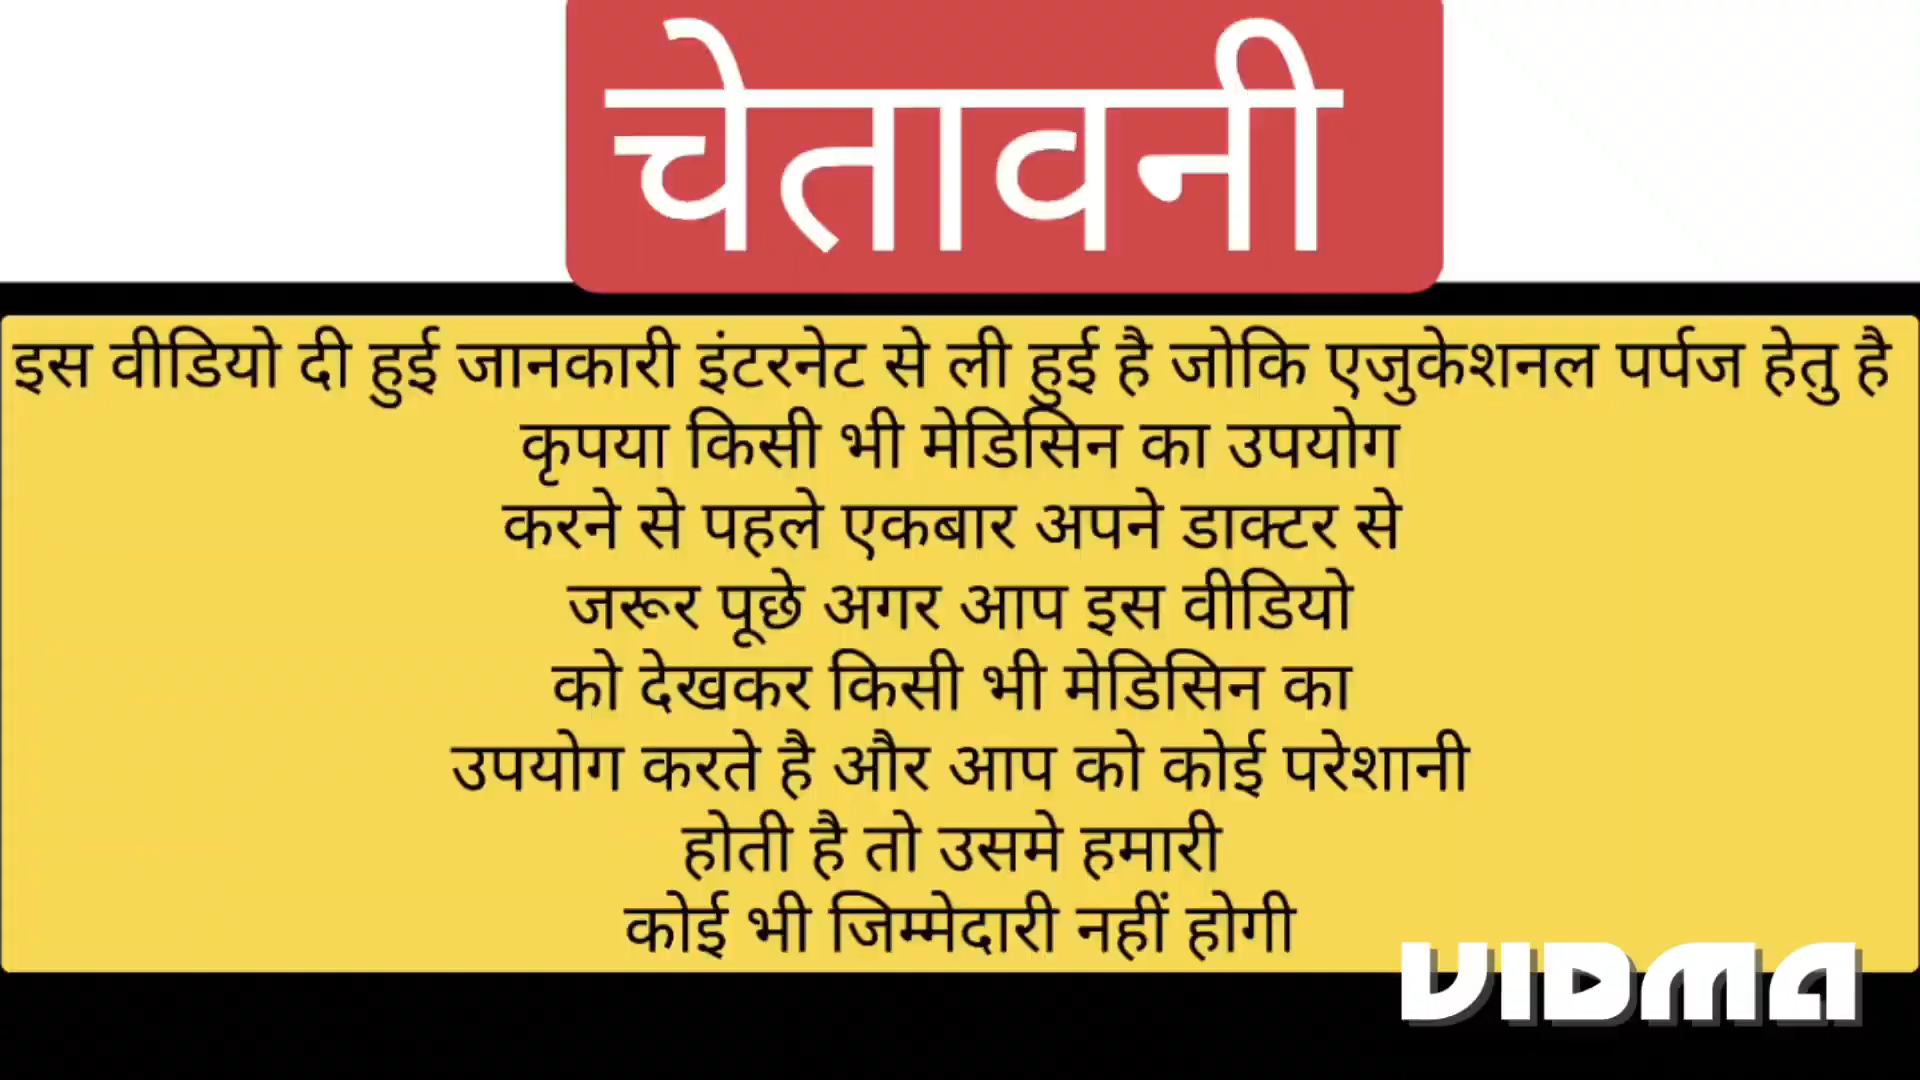 चेतावनी
इस वीडियो दी हुई जानकारी इंटरनेट से ली हुई है जोकि एजुकेशनल पर्पज हेतु है
कृपया किसी भी मेडिसिन का उपयोग
करने से पहले एकबार अपने डाक्टर से
जरूर पूछे अगर आप इस वीडियो
को देखकर किसी भी मेडिसिन का
उपयोग करते है और आप को कोई परेशानी
होती है तो उसमे हमारी
कोई भी जिम्मेदारी नहीं होगी
VIDMA